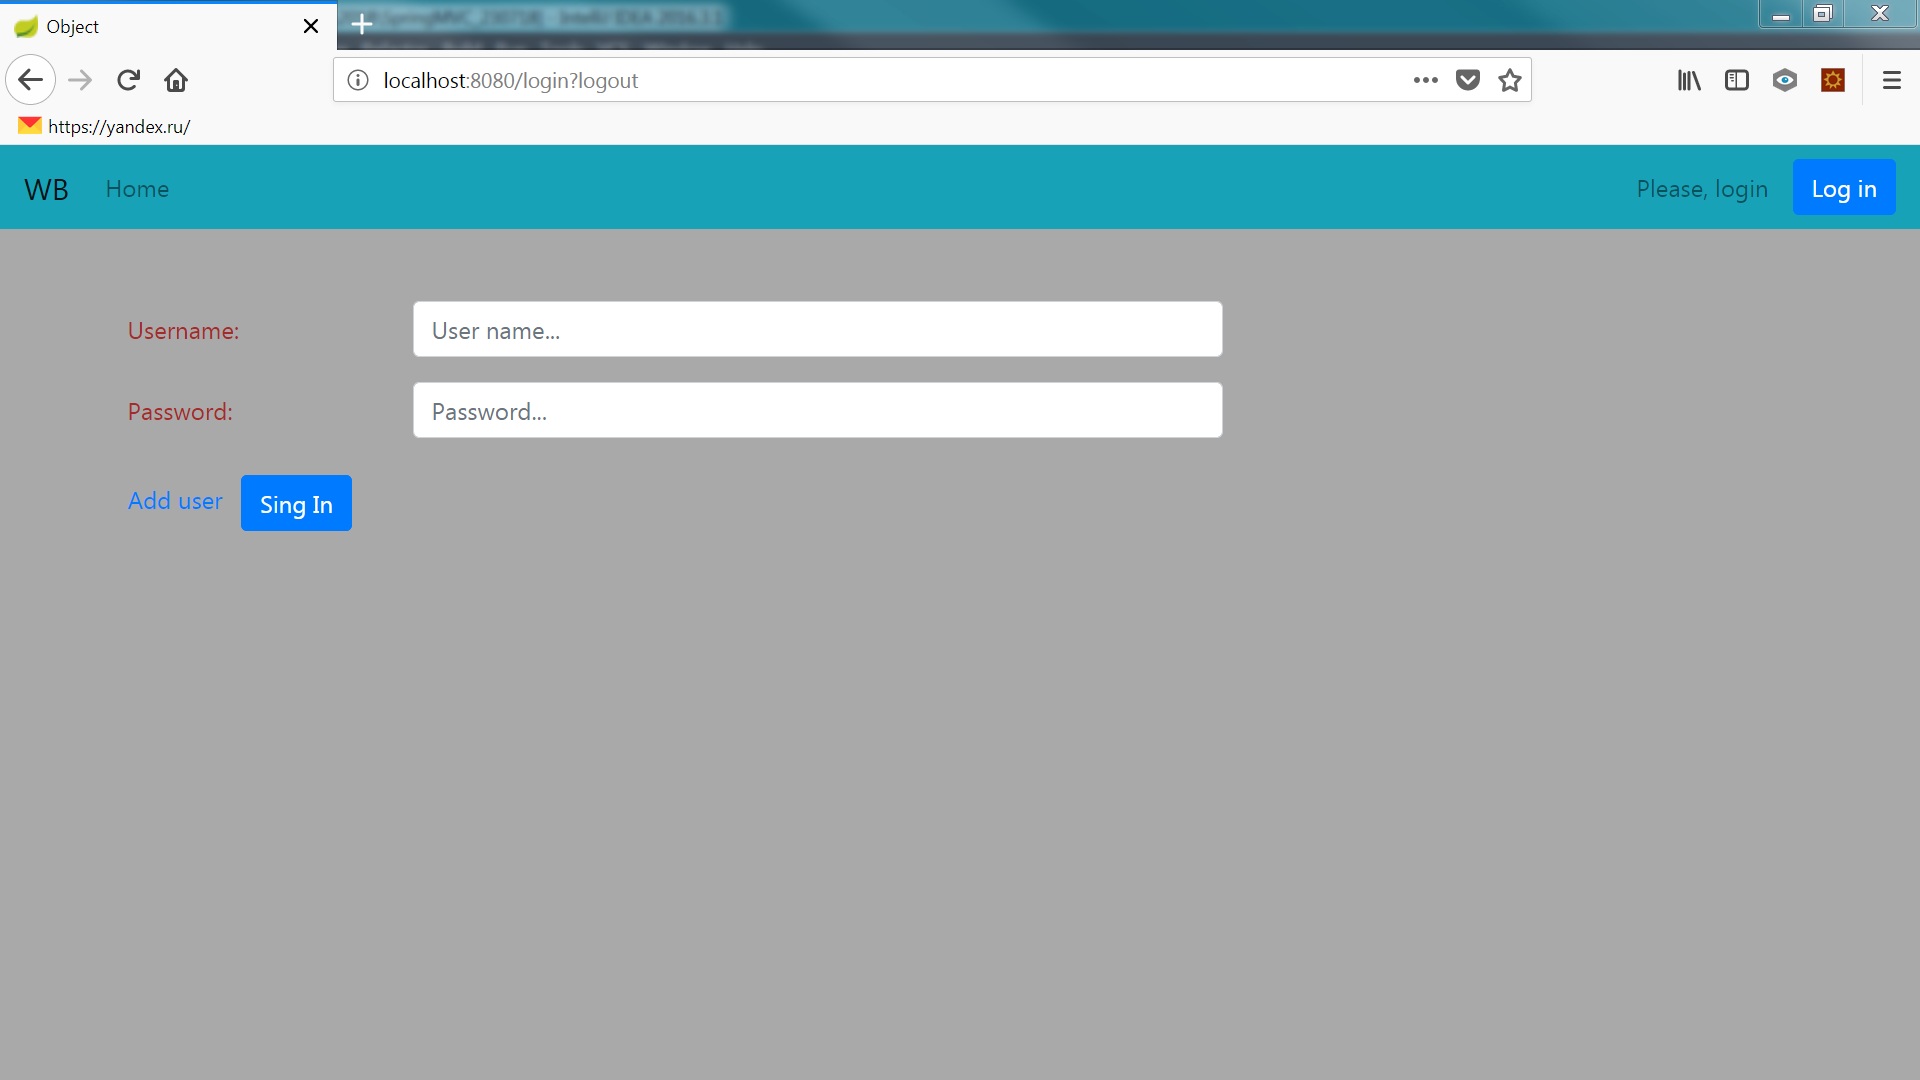 Object
localhost:8080/login?logout
https://yandex.ru/
WB Home Please, login Log in
Username: User name...
Password: Password...
Add user Sing In